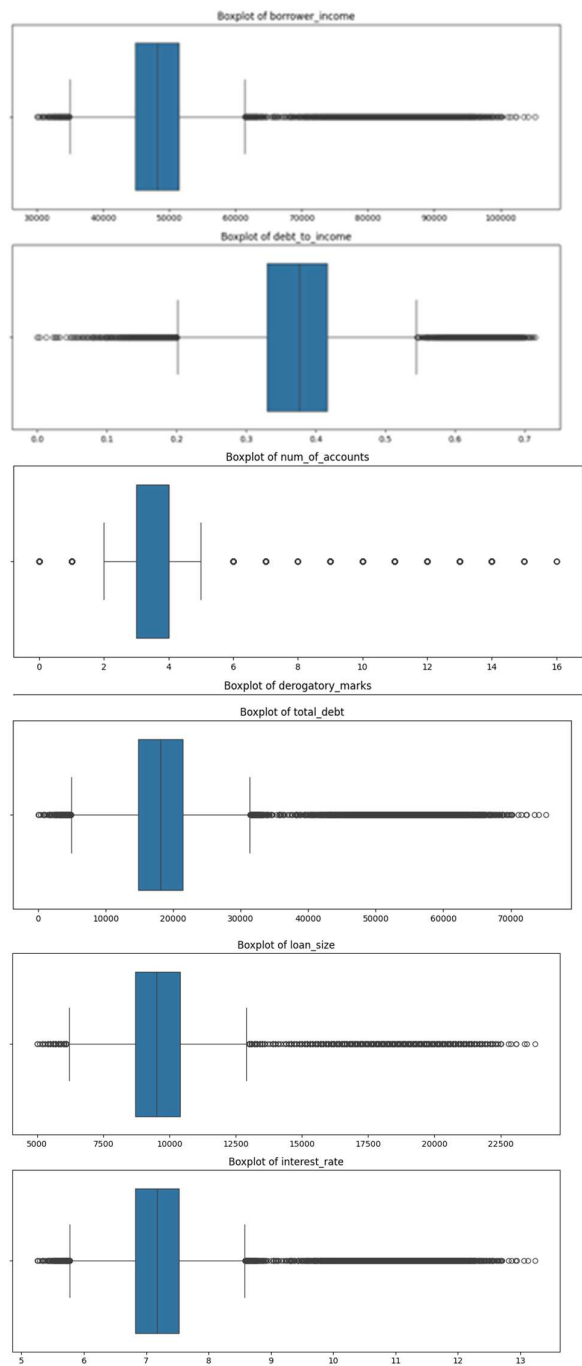 Boxplot of borrower_income
30000 40000 50000 60000 70000 80000 90000 100000
Boxplot of debt_to_income
0.0 0.1 0.2 0.3 0.4 0.5 0.6 0.7
Boxplot of num_of_accounts
0 2 4 6 8 10 12 14 16
Boxplot of derogatory_marks
Boxplot of total_debt
0 10000 20000 30000 40000 50000 60000 70000
Boxplot of loan_size
5000 7500 10000 12500 15000 17500 20000 22500
Boxplot of interest_rate
5 6 7 8 9 10 11 12 13